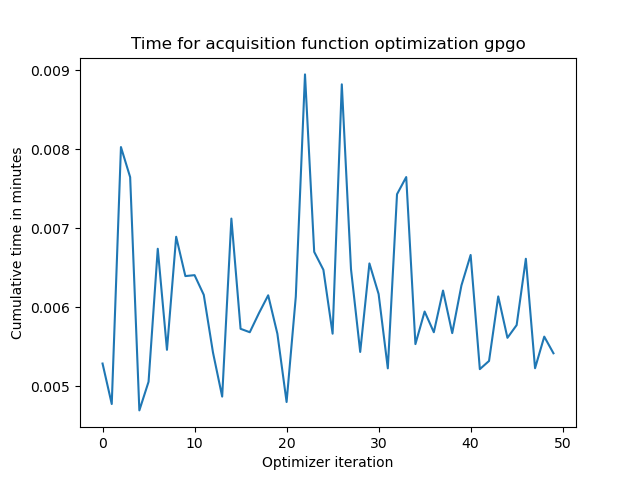 Time for acquisition function optimization gpgo
0.009
0.008
0.007
0.006
0.005
Cumulative time in minutes
0 10 20 30 40 50
Optimizer iteration